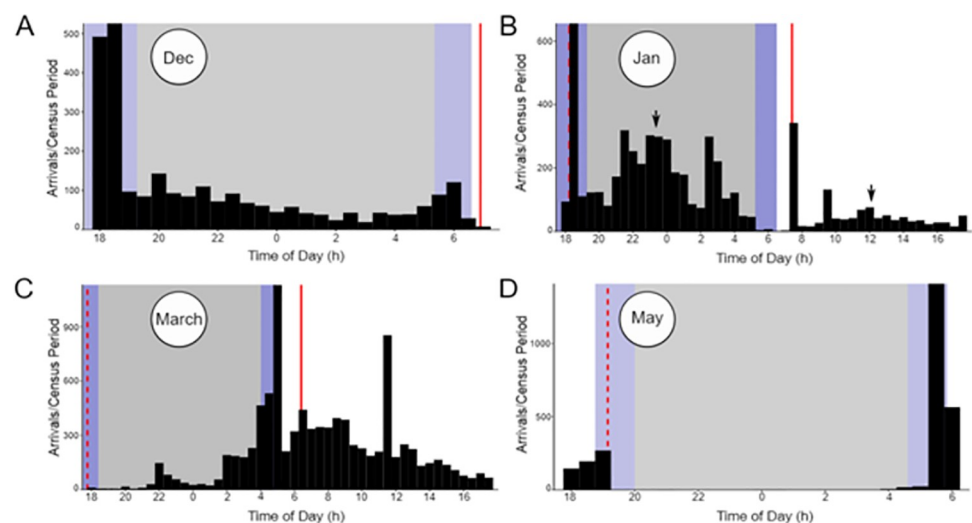 A
Arrivals/Census Period
500
400
300
200
100
0
Dec
18 20 22 0 2 4 6
Time of Day (h)
B
Arrivals/Census Period
600
400
200
0
Jan
18 20 22 0 2 4 6 8 10 12 14 16
Time of Day (h)
C
Arrivals/Census Period
900
600
300
0
March
18 20 22 0 2 4 6 8 10 12 14 16
Time of Day (h)
D
Arrivals/Census Period
1000
500
0
May
18 20 22 0 2 4 6
Time of Day (h)